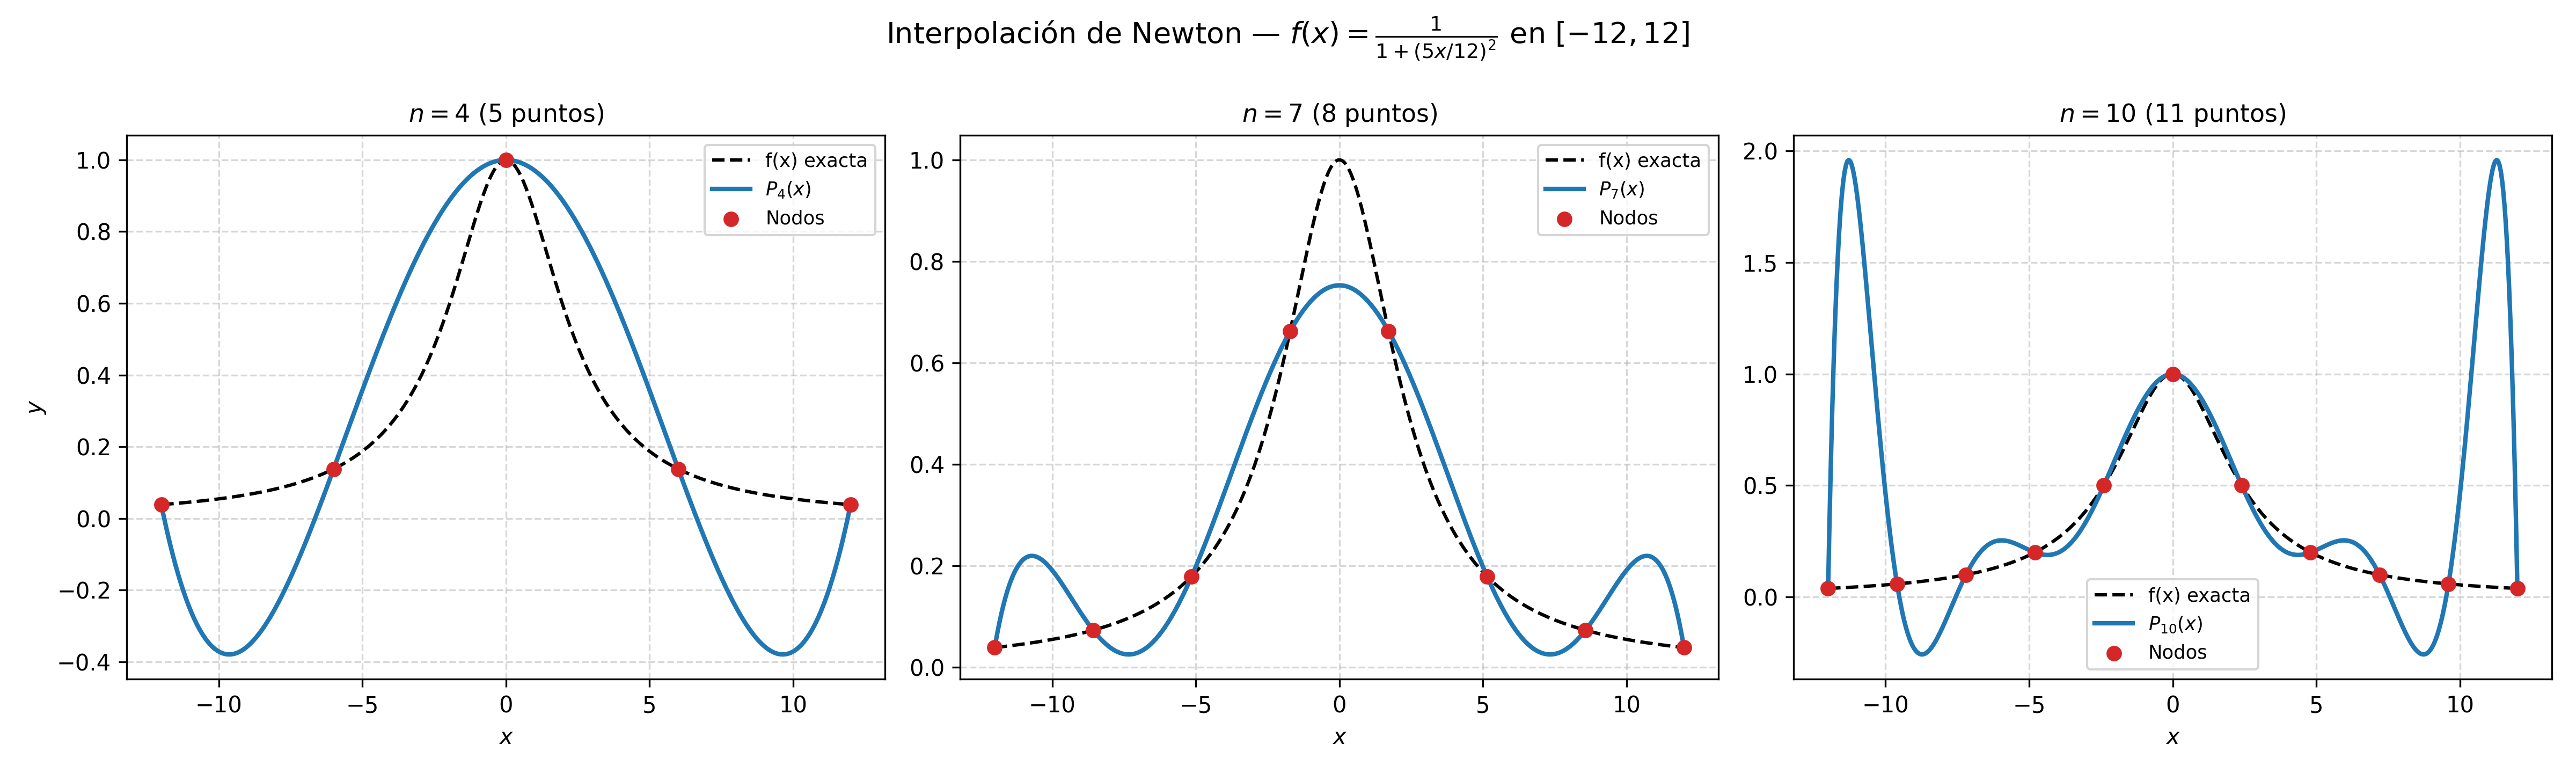 Interpolación de Newton — f(x) = 1/(1 + (5x/12)²) en [−12, 12]
n = 4 (5 puntos)
1.0
0.8
0.6
0.4
0.2
0.0
−0.2
−0.4
y
−10
−5
0
5
10
x
f(x) exacta
P₄(x)
Nodos
n = 7 (8 puntos)
1.0
0.8
0.6
0.4
0.2
0.0
−10
−5
0
5
10
x
f(x) exacta
P₇(x)
Nodos
n = 10 (11 puntos)
2.0
1.5
1.0
0.5
0.0
−10
−5
0
5
10
x
f(x) exacta
P₁₀(x)
Nodos